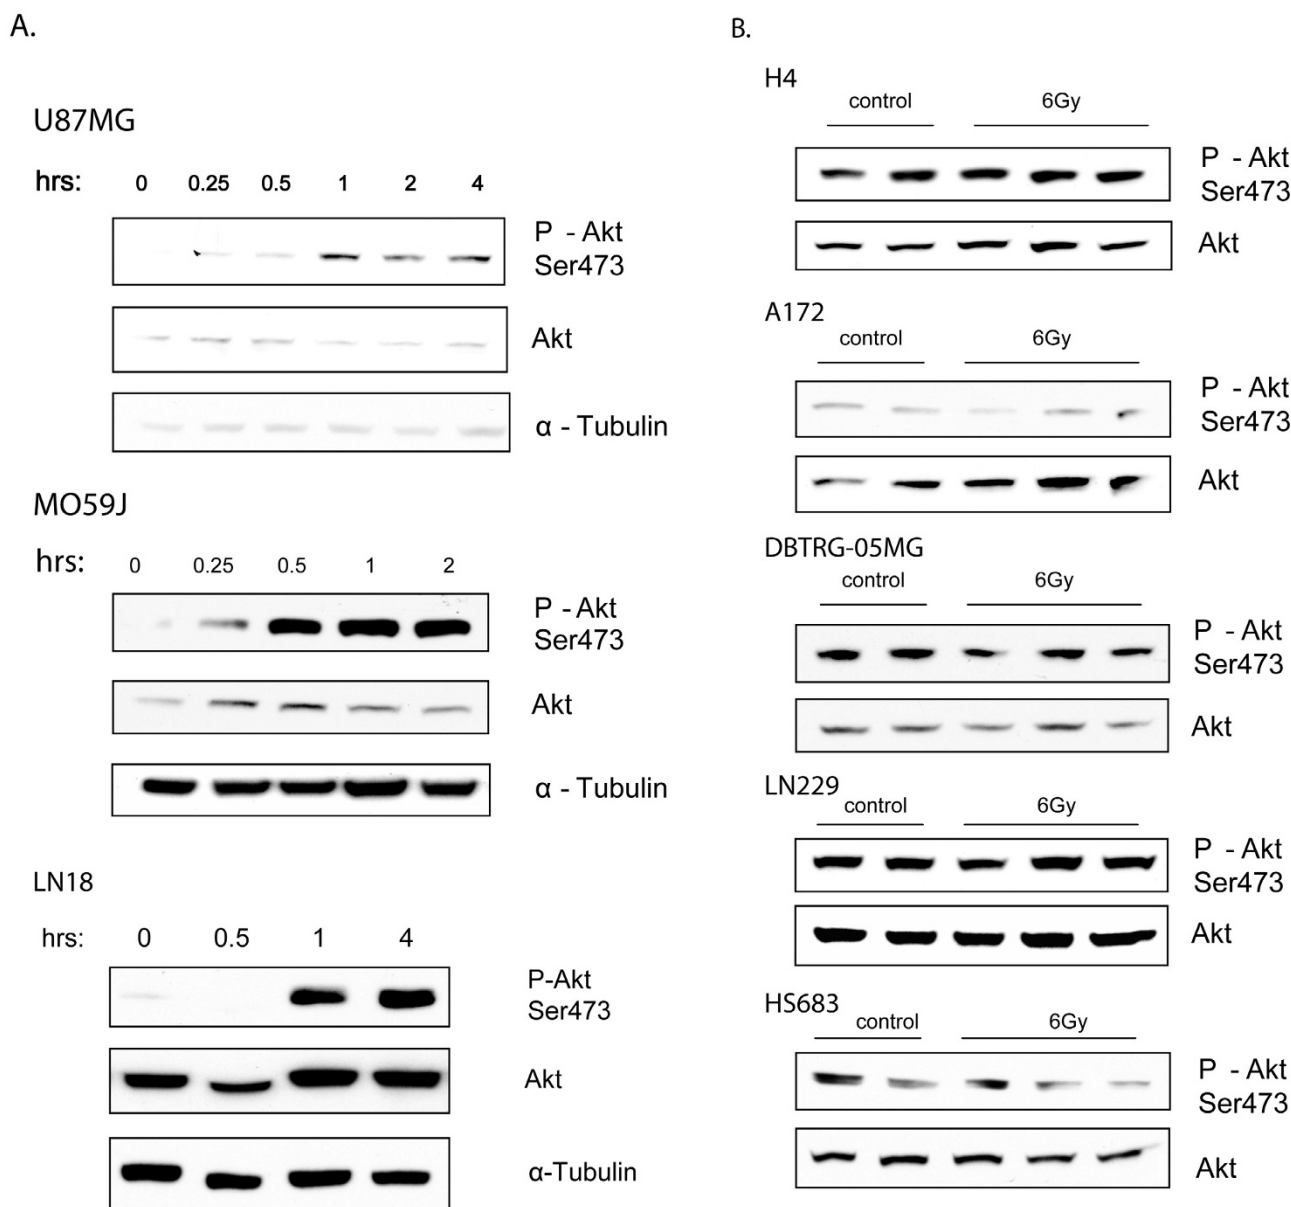 A.
U87MG
hrs: 0 0.25 0.5 1 2 4
P - Akt
Ser473
Akt
α - Tubulin
MO59J
hrs: 0 0.25 0.5 1 2
P - Akt
Ser473
Akt
α - Tubulin
LN18
hrs: 0 0.5 1 4
P-Akt
Ser473
Akt
α-Tubulin
B.
H4
control 6Gy
P - Akt
Ser473
Akt
A172
control 6Gy
P - Akt
Ser473
Akt
DBTRG-05MG
control 6Gy
P - Akt
Ser473
Akt
LN229
control 6Gy
P - Akt
Ser473
Akt
HS683
control 6Gy
P - Akt
Ser473
Akt